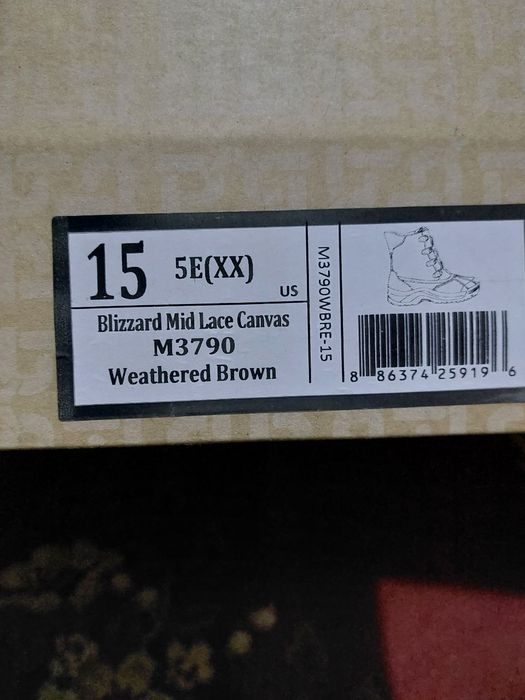 15 5E(XX) US
Blizzard Mid Lace Canvas
M3790
Weathered Brown
M3790WBRE-15
8 86374 25919 6